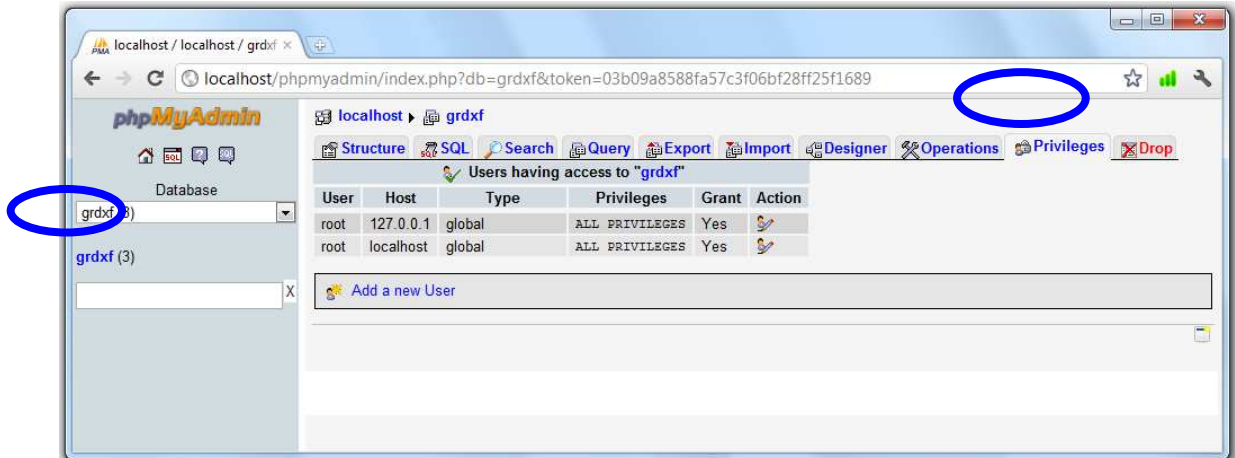 localhost / localhost / grdxf
localhost/phpmyadmin/index.php?db=grdxf&token=03b09a8588fa57c3f06bf28ff25f1689
phpMyAdmin
localhost grdxf
Structure SQL Search Query Export Import Designer Operations Privileges Drop
Users having access to "grdxf"
Database
User Host Type Privileges Grant Action
grdxf (3)
root 127.0.0.1 global ALL PRIVILEGES Yes
root localhost global ALL PRIVILEGES Yes
grdxf (3)
X
Add a new User